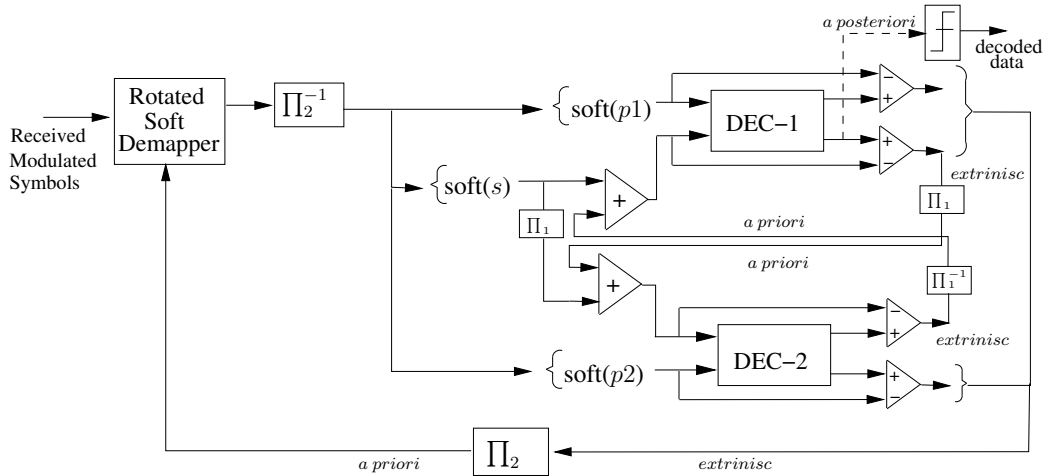 a posteriori
decoded
data
Rotated
Soft
Demapper
∏₂⁻¹
soft(p1)
−
+
DEC−1
+
−
Received
Modulated
Symbols
soft(s)
+
∏₁
extrinisc
∏₁
a priori
a priori
+
∏₁⁻¹
−
+
extrinisc
soft(p2)
DEC−2
+
−
∏₂
a priori
extrinisc